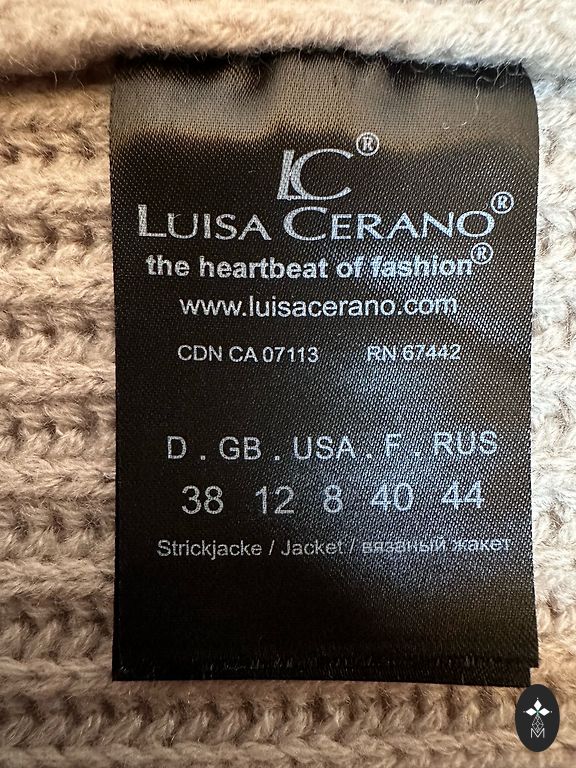 LC®
LUISA CERANO®
the heartbeat of fashion®
www.luisacerano.com
CDN CA 07113 RN 67442
D . GB . USA . F . RUS
38 12 8 40 44
Strickjacke / Jacket / вязаный жакет
M